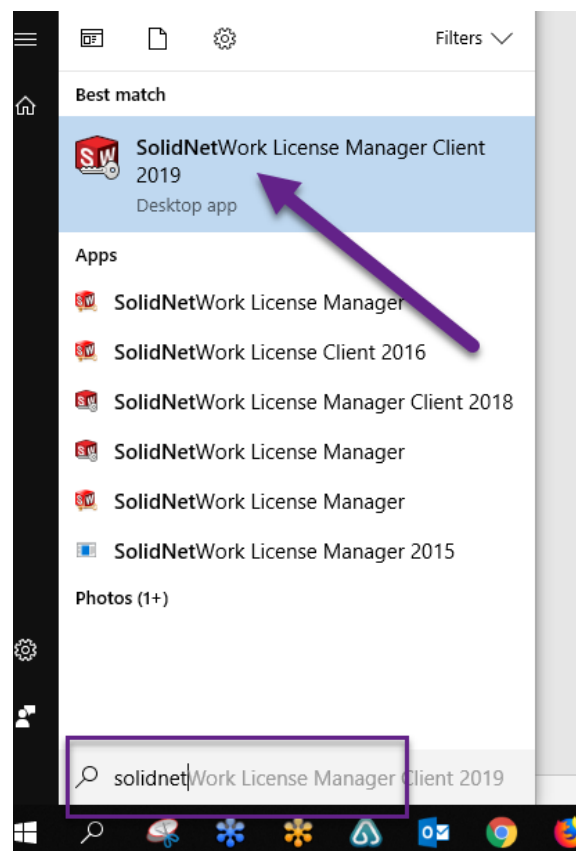 Filters
Best match
SolidNetWork License Manager Client
2019
Desktop app
Apps
SolidNetWork License Manager
SolidNetWork License Client 2016
SolidNetWork License Manager Client 2018
SolidNetWork License Manager
SolidNetWork License Manager
SolidNetWork License Manager 2015
Photos (1+)
solidnetWork License Manager Client 2019